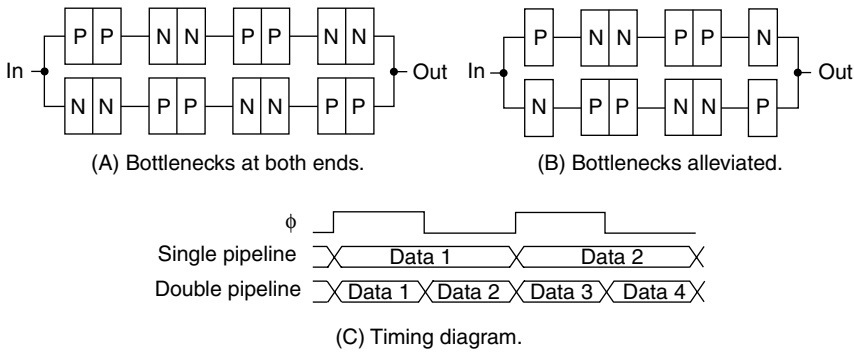 P P N N P P N N
In Out
N N P P N N P P
(A) Bottlenecks at both ends.
P N N P P N
In Out
N P P N N P
(B) Bottlenecks alleviated.
ϕ
Single pipeline Data 1 Data 2
Double pipeline Data 1 Data 2 Data 3 Data 4
(C) Timing diagram.